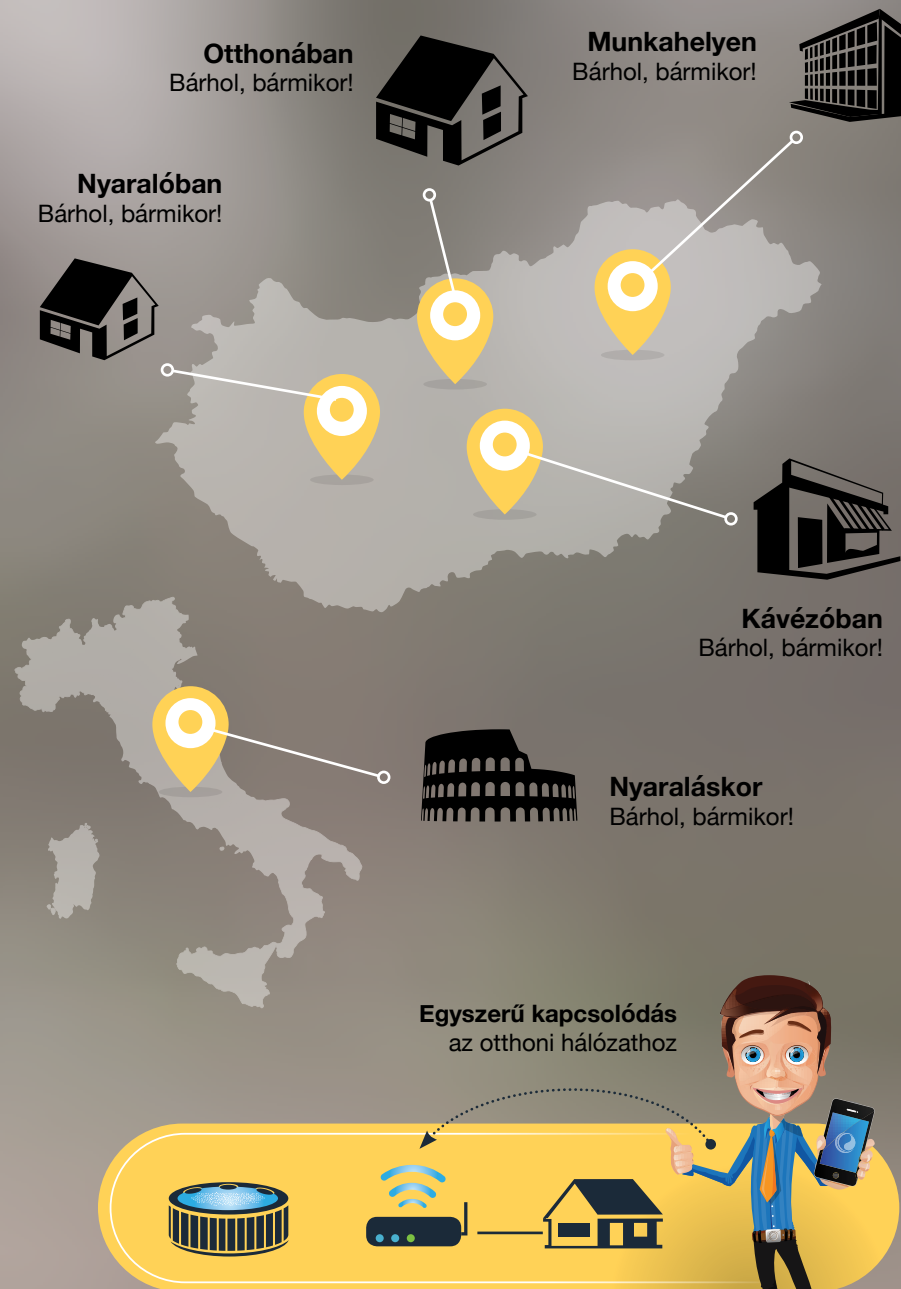 Otthonában
Bárhol, bármikor!
Munkahelyen
Bárhol, bármikor!
Nyaralóban
Bárhol, bármikor!
Kávézóban
Bárhol, bármikor!
Nyaraláskor
Bárhol, bármikor!
Egyszerű kapcsolódás
az otthoni hálózathoz